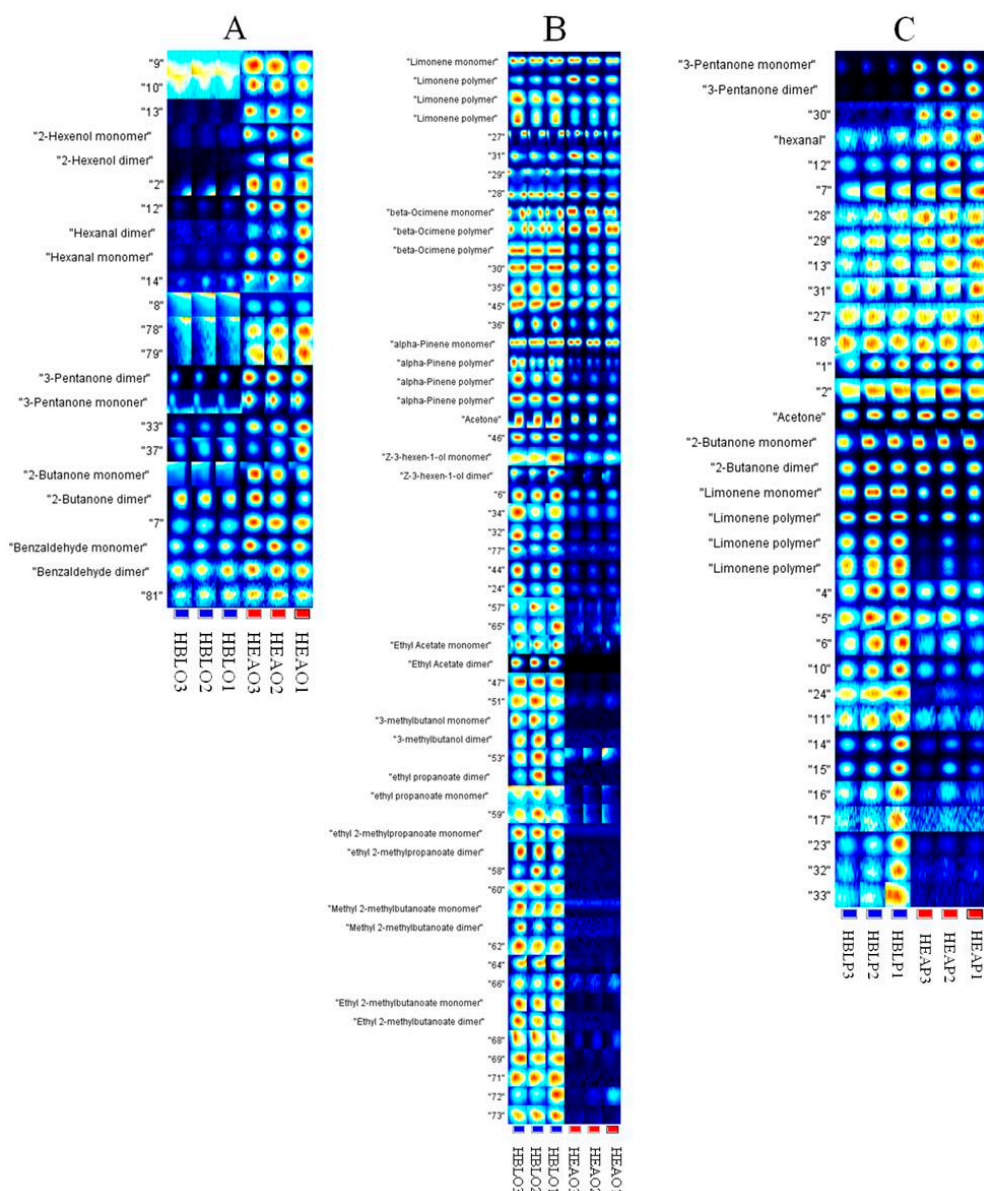 A
"9"
"10"
"13"
"2-Hexenol monomer"
"2-Hexenol dimer"
"2"
"12"
"Hexanal dimer"
"Hexanal monomer"
"14"
"8"
"78"
"79"
"3-Pentanone dimer"
"3-Pentanone mononer"
"33"
"37"
"2-Butanone monomer"
"2-Butanone dimer"
"7"
"Benzaldehyde monomer"
"Benzaldehyde dimer"
"81"
HBLO3
HBLO2
HBLO1
HEAO3
HEAO2
HEAO1
B
"Limonene monomer"
"Limonene polymer"
"Limonene polymer"
"Limonene polymer"
"27"
"31"
"29"
"28"
"beta-Ocimene monomer"
"beta-Ocimene polymer"
"beta-Ocimene polymer"
"30"
"35"
"45"
"36"
"alpha-Pinene monomer"
"alpha-Pinene polymer"
"alpha-Pinene polymer"
"alpha-Pinene polymer"
"Acetone"
"46"
"Z-3-hexen-1-ol monomer"
"Z-3-hexen-1-ol dimer"
"6"
"34"
"32"
"77"
"44"
"24"
"57"
"65"
"Ethyl Acetate monomer"
"Ethyl Acetate dimer"
"47"
"51"
"3-methylbutanol monomer"
"3-methylbutanol dimer"
"53"
"ethyl propanoate dimer"
"ethyl propanoate monomer"
"59"
"ethyl 2-methylpropanoate monomer"
"ethyl 2-methylpropanoate dimer"
"58"
"60"
"Methyl 2-methylbutanoate monomer"
"Methyl 2-methylbutanoate dimer"
"62"
"64"
"66"
"Ethyl 2-methylbutanoate monomer"
"Ethyl 2-methylbutanoate dimer"
"68"
"69"
"71"
"72"
"73"
HBLO3
HBLO2
HBLO1
HEAO3
HEAO2
HEAO1
C
"3-Pentanone monomer"
"3-Pentanone dimer"
"30"
"hexanal"
"12"
"7"
"28"
"29"
"13"
"31"
"27"
"18"
"1"
"2"
"Acetone"
"2-Butanone monomer"
"2-Butanone dimer"
"Limonene monomer"
"Limonene polymer"
"Limonene polymer"
"Limonene polymer"
"4"
"5"
"6"
"10"
"24"
"11"
"14"
"15"
"16"
"17"
"23"
"32"
"33"
HBLP3
HBLP2
HBLP1
HEAP3
HEAP2
HEAP1